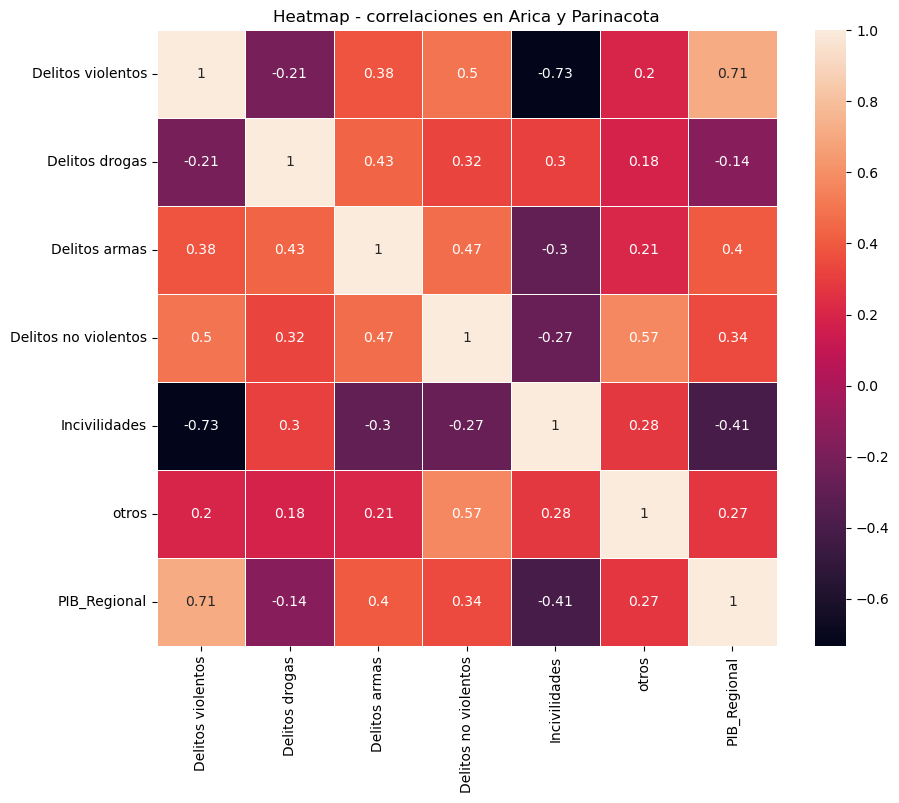 Heatmap - correlaciones en Arica y Parinacota
Delitos violentos 1 -0.21 0.38 0.5 -0.73 0.2 0.71
Delitos drogas -0.21 1 0.43 0.32 0.3 0.18 -0.14
Delitos armas 0.38 0.43 1 0.47 -0.3 0.21 0.4
Delitos no violentos 0.5 0.32 0.47 1 -0.27 0.57 0.34
Incivilidades -0.73 0.3 -0.3 -0.27 1 0.28 -0.41
otros 0.2 0.18 0.21 0.57 0.28 1 0.27
PIB_Regional 0.71 -0.14 0.4 0.34 -0.41 0.27 1
Delitos violentos
Delitos drogas
Delitos armas
Delitos no violentos
Incivilidades
otros
PIB_Regional
1.0
0.8
0.6
0.4
0.2
0.0
−0.2
−0.4
−0.6